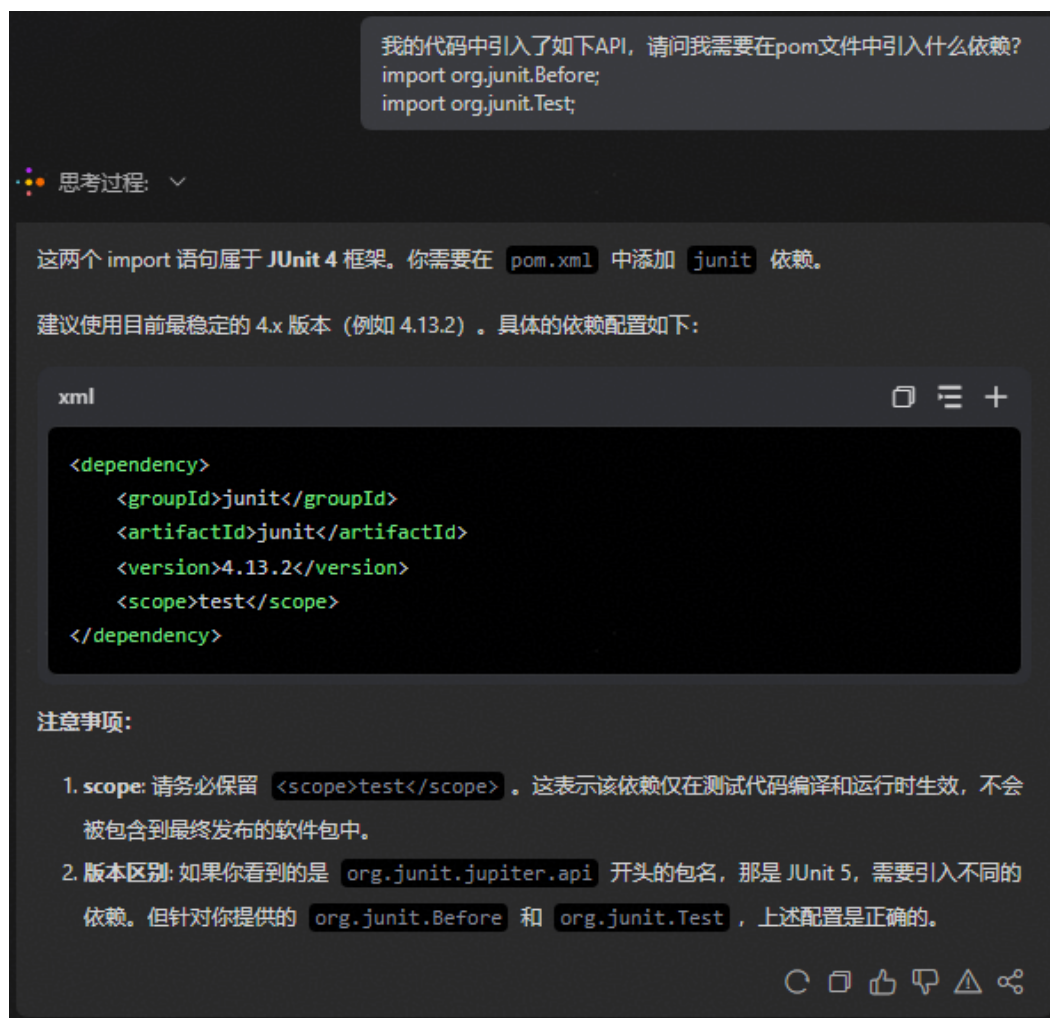 我的代码中引入了如下API，请问我需要在pom文件中引入什么依赖？
import org.junit.Before;
import org.junit.Test;
思考过程:
这两个 import 语句属于 JUnit 4 框架。你需要在 pom.xml 中添加 junit 依赖。
建议使用目前最稳定的 4.x 版本（例如 4.13.2）。具体的依赖配置如下：
xml
<dependency>
    <groupId>junit</groupId>
    <artifactId>junit</artifactId>
    <version>4.13.2</version>
    <scope>test</scope>
</dependency>
注意事项：
1. scope: 请务必保留 <scope>test</scope> 。这表示该依赖仅在测试代码编译和运行时生效，不会
被包含到最终发布的软件包中。
2. 版本区别: 如果你看到的是 org.junit.jupiter.api 开头的包名，那是 JUnit 5，需要引入不同的
依赖。但针对你提供的 org.junit.Before 和 org.junit.Test ，上述配置是正确的。